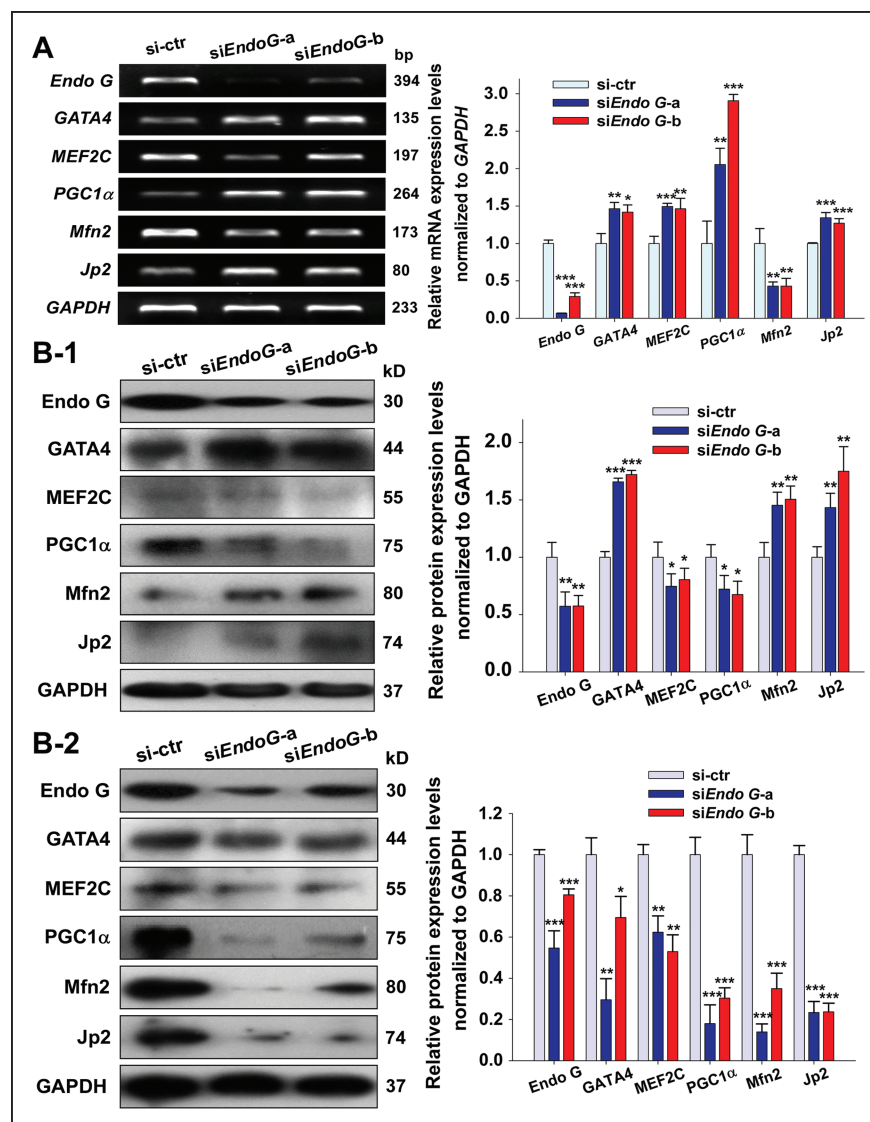 A
si-ctr
siEndoG-a
siEndoG-b
bp
Endo G
394
GATA4
135
MEF2C
197
PGC1α
264
Mfn2
173
Jp2
80
GAPDH
233
Relative mRNA expression levels
normalized to GAPDH
si-ctr
siEndo G-a
siEndo G-b
3.0
2.5
2.0
1.5
1.0
0.5
0.0
*** ***
** *
*** **
** ***
** **
*** ***
Endo G
GATA4
MEF2C
PGC1α
Mfn2
Jp2
B-1
si-ctr
siEndoG-a
siEndoG-b
kD
Endo G
30
GATA4
44
MEF2C
55
PGC1α
75
Mfn2
80
Jp2
74
GAPDH
37
Relative protein expression levels
normalized to GAPDH
si-ctr
siEndo G-a
siEndo G-b
2.0
1.5
1.0
0.5
0.0
** **
*** ***
* *
* *
** **
** **
Endo G
GATA4
MEF2C
PGC1α
Mfn2
Jp2
B-2
si-ctr
siEndoG-a
siEndoG-b
kD
Endo G
30
GATA4
44
MEF2C
55
PGC1α
75
Mfn2
80
Jp2
74
GAPDH
37
Relative protein expression levels
normalized to GAPDH
si-ctr
siEndo G-a
siEndo G-b
1.2
1.0
0.8
0.6
0.4
0.2
0.0
*** ***
** *
** **
*** ***
*** ***
*** ***
Endo G
GATA4
MEF2C
PGC1α
Mfn2
Jp2